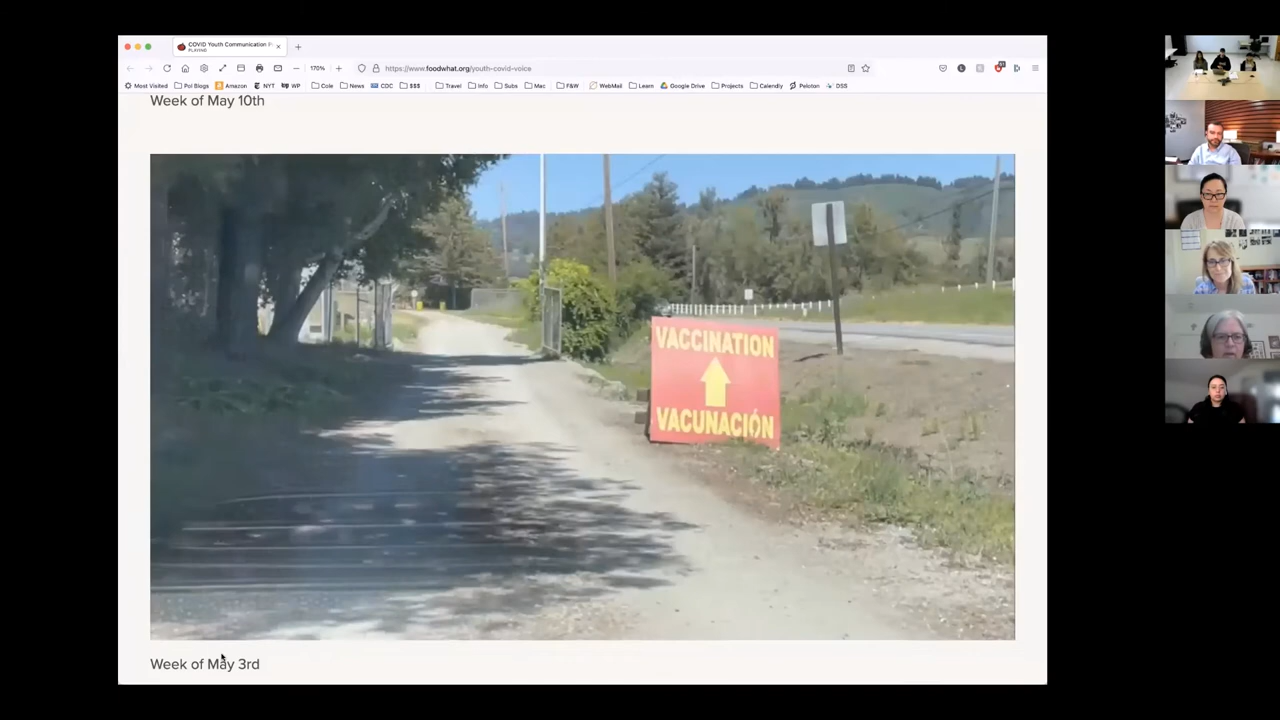 COVID Youth Communication P
PLAYING
170%
https://www.foodwhat.org/youth-covid-voice
Most Visited Pol Blogs Amazon NYT WP Cole News CDC $$$ Travel Info Subs Mac F&W WebMail Learn Google Drive Projects Calendly Peloton DSS
Week of May 10th
VACCINATION
VACUNACIÓN
Week of May 3rd